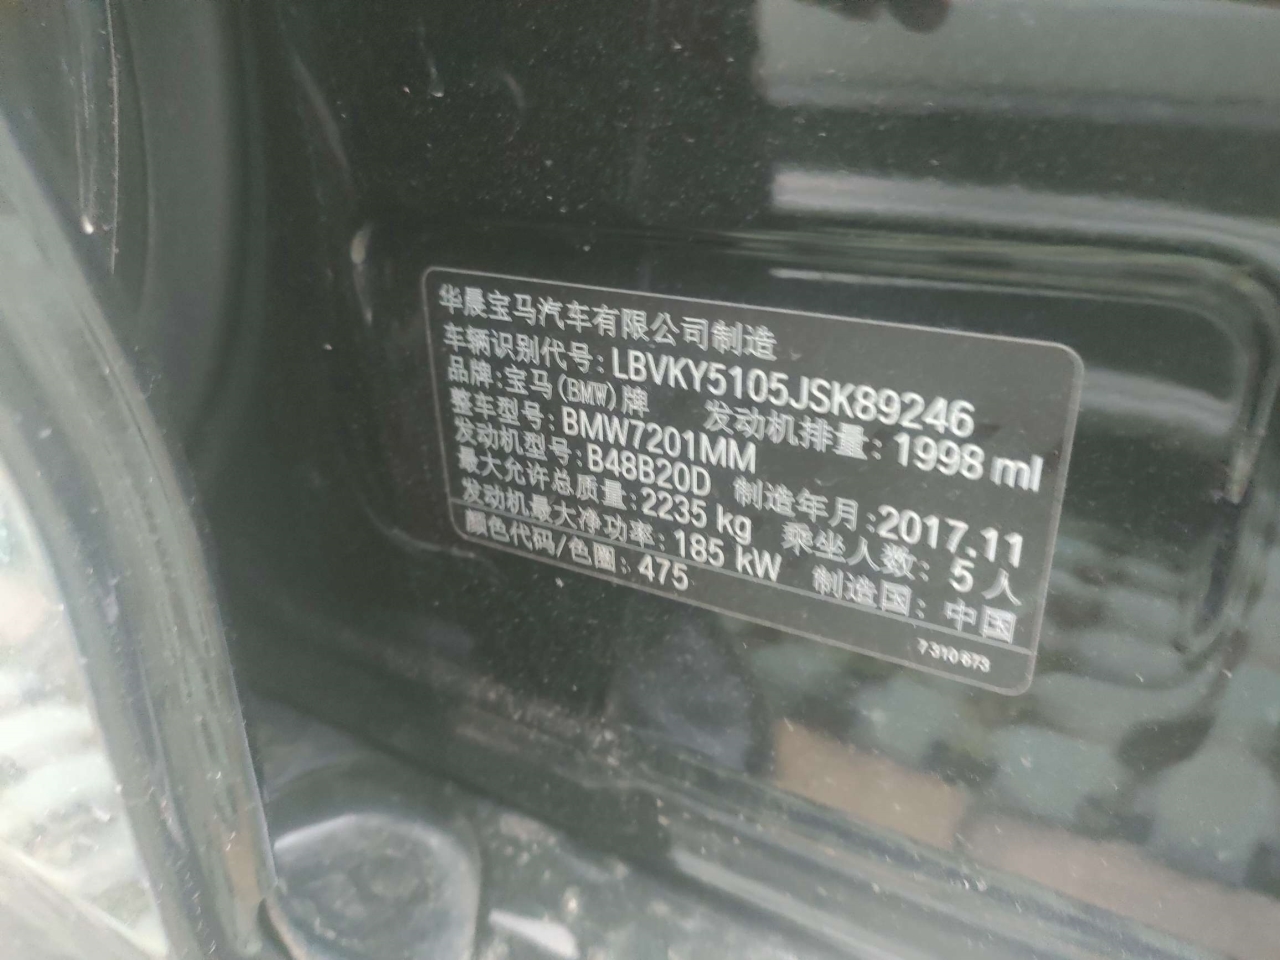 华晨宝马汽车有限公司制造
车辆识别代号: LBVKY5105JSK89246
品牌:宝马(BMW)牌 发动机排量: 1998 ml
整车型号: BMW7201MM
发动机型号: B48B20D 制造年月:2017.11
最大允许总质量: 2235 kg 乘坐人数: 5 人
发动机最大净功率: 185 kW 制造国: 中国
颜色代码/色圈: 475
7 310 673